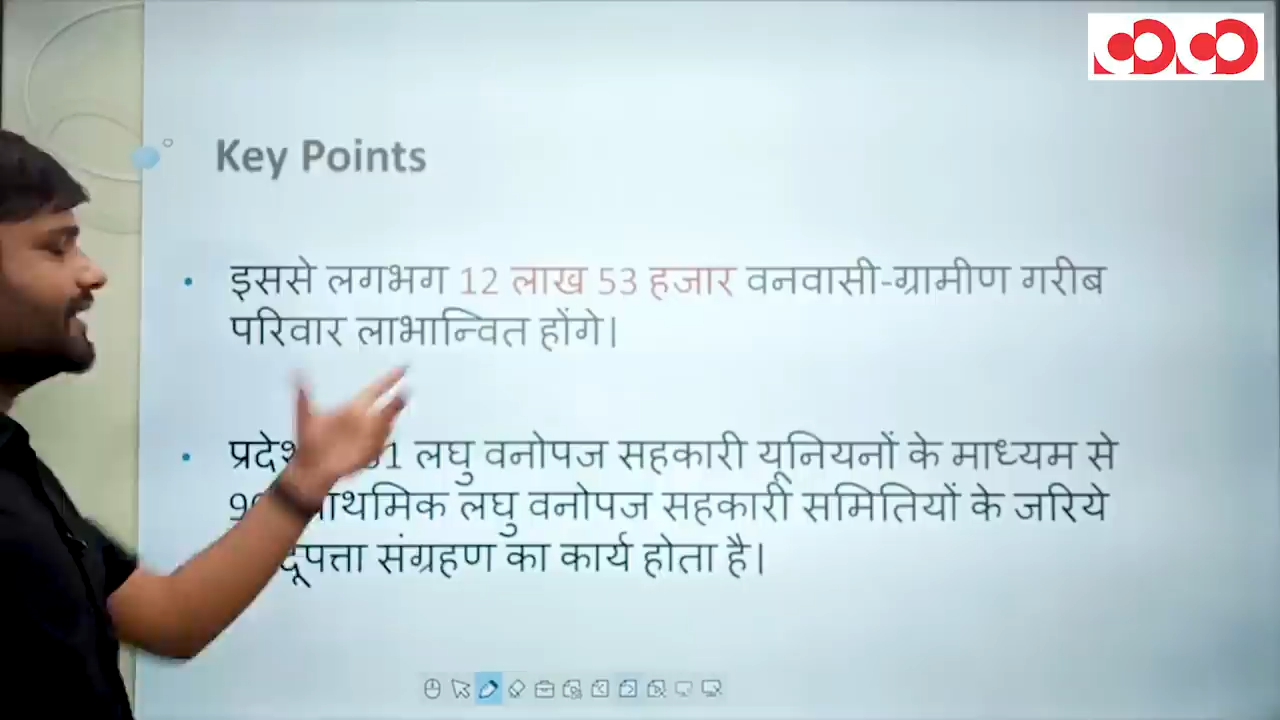 Key Points
इससे लगभग 12 लाख 53 हजार वनवासी-ग्रामीण गरीब
परिवार लाभान्वित होंगे।
लघु वनोपज सहकारी यूनियनों के माध्यम से
लघु वनोपज सहकारी समितियों के जरिये
संग्रहण का कार्य होता है।